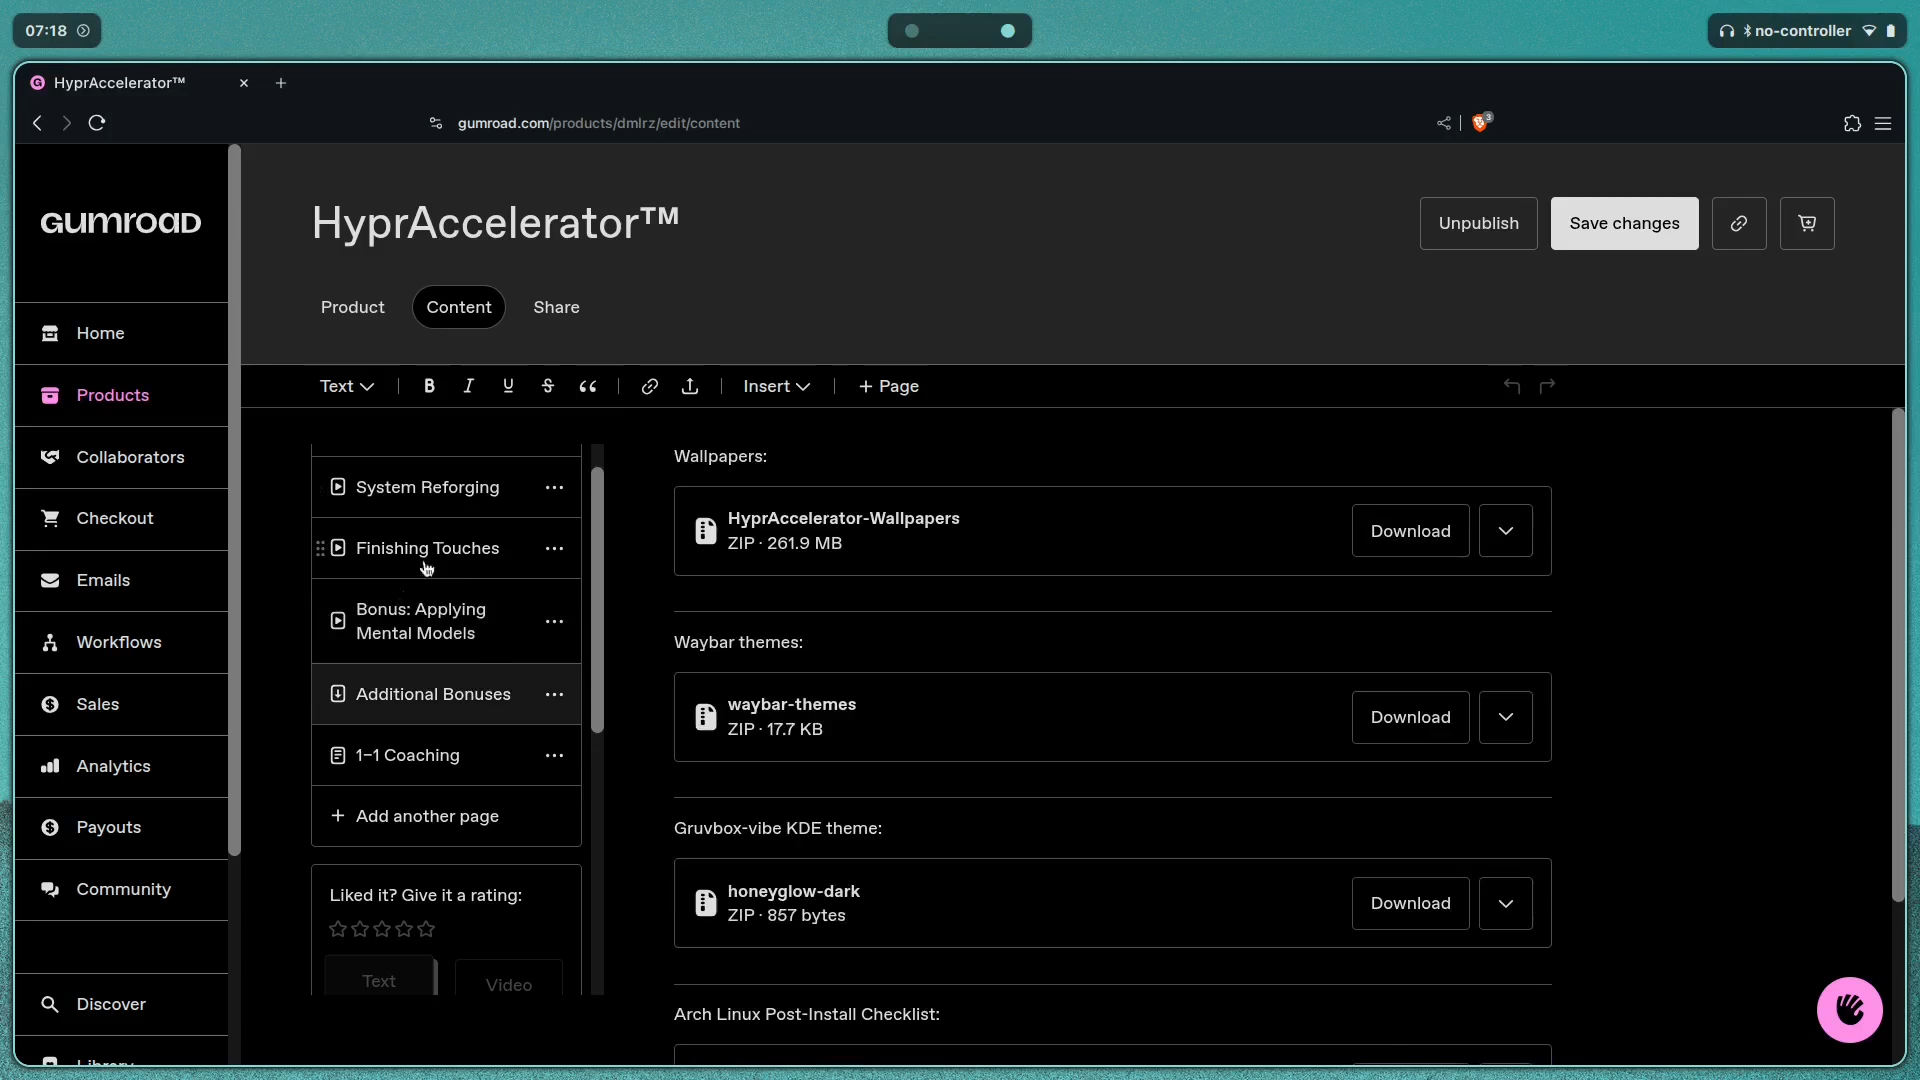 07:18
no-controller
HyprAccelerator™
gumroad.com/products/dmlrz/edit/content
3
GUMROAD
HyprAccelerator™
Unpublish
Save changes
Product
Content
Share
Home
Products
Collaborators
Checkout
Emails
Workflows
Sales
Analytics
Payouts
Community
Discover
Library
Text
B I U S
Insert
+ Page
System Reforging
Finishing Touches
Bonus: Applying
Mental Models
Additional Bonuses
1-1 Coaching
+ Add another page
Liked it? Give it a rating:
Text
Video
Wallpapers:
HyprAccelerator-Wallpapers
ZIP · 261.9 MB
Download
Waybar themes:
waybar-themes
ZIP · 17.7 KB
Download
Gruvbox-vibe KDE theme:
honeyglow-dark
ZIP · 857 bytes
Download
Arch Linux Post-Install Checklist: